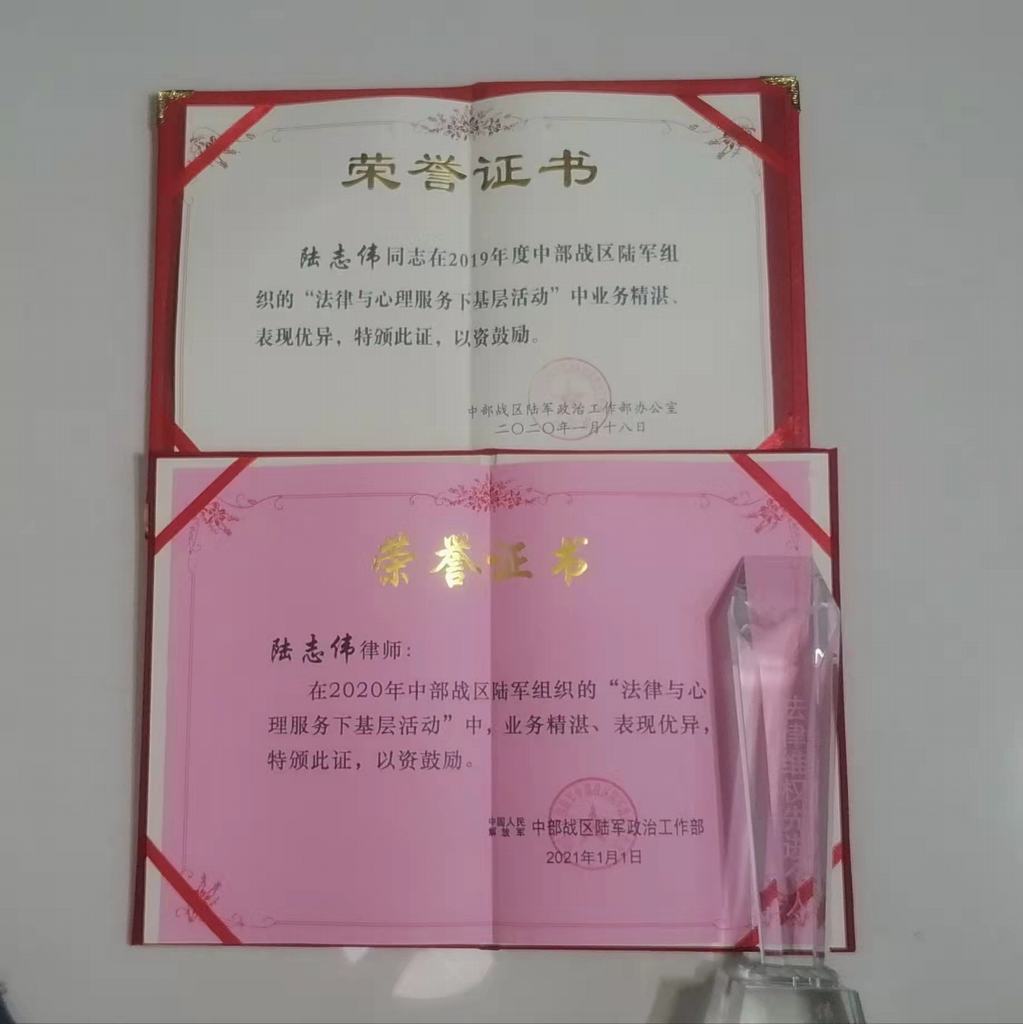 荣誉证书
陆志伟同志在2019年度中部战区陆军组
织的“法律与心理服务下基层活动”中业务精湛、
表现优异，特颁此证，以资鼓励。
中部战区陆军政治工作部办公室
二〇二〇年一月十八日
荣誉证书
陆志伟律师：
在2020年中部战区陆军组织的“法律与心
理服务下基层活动”中，业务精湛、表现优异，
特颁此证，以资鼓励。
中国人民
解放军 中部战区陆军政治工作部
2021年1月1日
法律维权先进个人